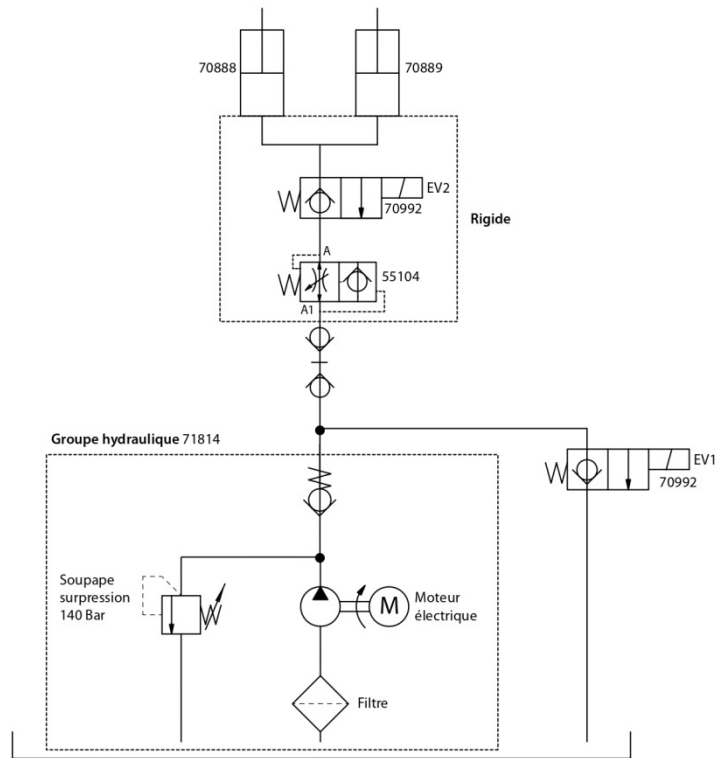 70888
70889
EV2
70992
Rigide
A
55104
A1
Groupe hydraulique 71814
EV1
70992
Soupape
surpression
140 Bar
M
Moteur
électrique
Filtre